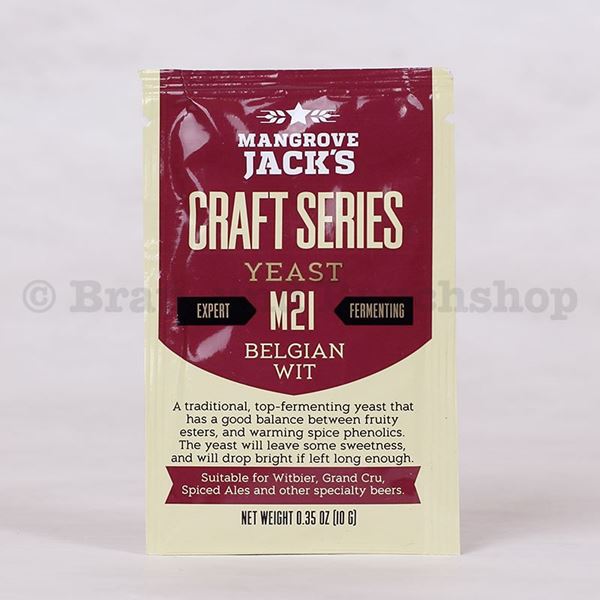 MANGROVE
JACK'S
CRAFT SERIES
YEAST
EXPERT M21 FERMENTING
BELGIAN
WIT
A traditional, top-fermenting yeast that
has a good balance between fruity
esters, and warming spice phenolics.
The yeast will leave some sweetness,
and will drop bright if left long enough.
Suitable for Witbier, Grand Cru,
Spiced Ales and other specialty beers.
NET WEIGHT 0.35 OZ (10 G)
©